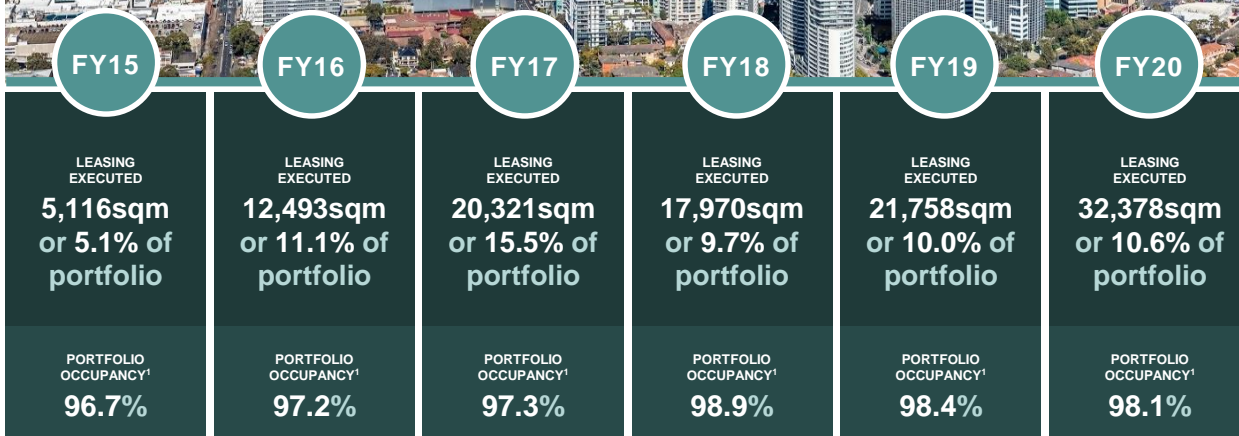 FY15
LEASING
EXECUTED
5,116sqm
or 5.1% of
portfolio
PORTFOLIO
OCCUPANCY¹
96.7%
FY16
LEASING
EXECUTED
12,493sqm
or 11.1% of
portfolio
PORTFOLIO
OCCUPANCY¹
97.2%
FY17
LEASING
EXECUTED
20,321sqm
or 15.5% of
portfolio
PORTFOLIO
OCCUPANCY¹
97.3%
FY18
LEASING
EXECUTED
17,970sqm
or 9.7% of
portfolio
PORTFOLIO
OCCUPANCY¹
98.9%
FY19
LEASING
EXECUTED
21,758sqm
or 10.0% of
portfolio
PORTFOLIO
OCCUPANCY¹
98.4%
FY20
LEASING
EXECUTED
32,378sqm
or 10.6% of
portfolio
PORTFOLIO
OCCUPANCY¹
98.1%